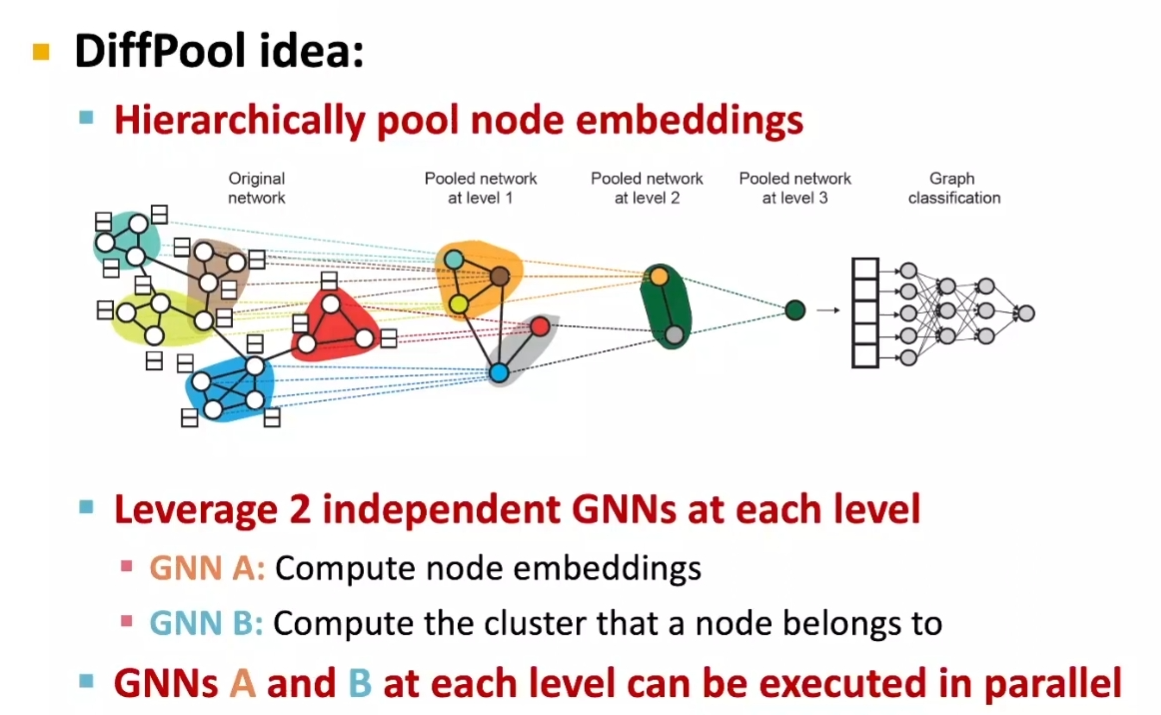 DiffPool idea:
Hierarchically pool node embeddings
Original
network
Pooled network
at level 1
Pooled network
at level 2
Pooled network
at level 3
Graph
classification
Leverage 2 independent GNNs at each level
GNN A: Compute node embeddings
GNN B: Compute the cluster that a node belongs to
GNNs A and B at each level can be executed in parallel